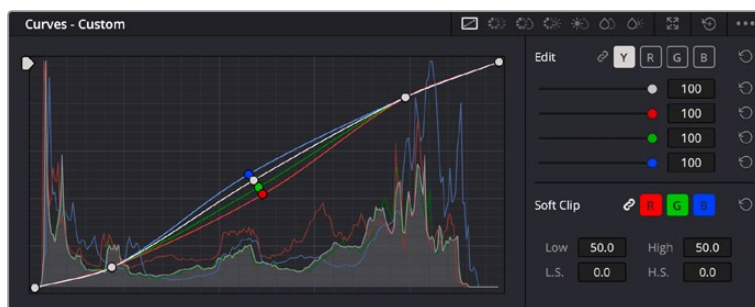 Curves - Custom
Edit Y R G B
100
100
100
100
Soft Clip R G B
Low 50.0 High 50.0
L.S. 0.0 H.S. 0.0